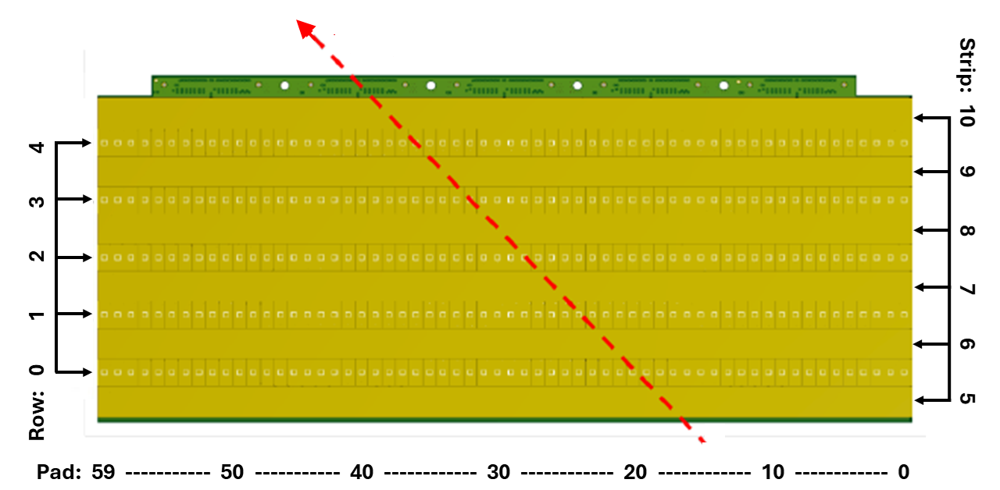 Strip: 10 9 8 7 6 5
Row: 0 1 2 3 4
Pad: 59 ---------- 50 --------- 40 ---------- 30 ---------- 20 ---------- 10 ---------- 0